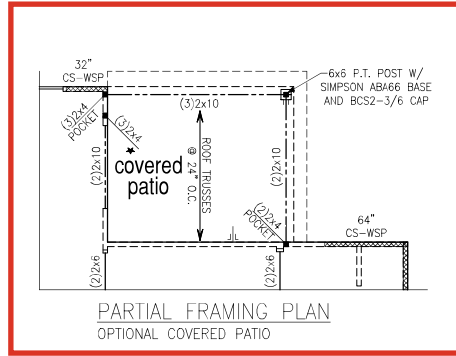 32"
CS-WSP
6x6 P.T. POST W/
SIMPSON ABA66 BASE
AND BCS2-3/6 CAP
(3)2x10
(3)2x4
POCKET
(3)2x4
covered
patio
ROOF TRUSSES
@ 24" O.C.
(2)2x10
(2)2x10
(2)2x4
POCKET
64"
CS-WSP
(2)2x6
(2)2x6
PARTIAL FRAMING PLAN
OPTIONAL COVERED PATIO